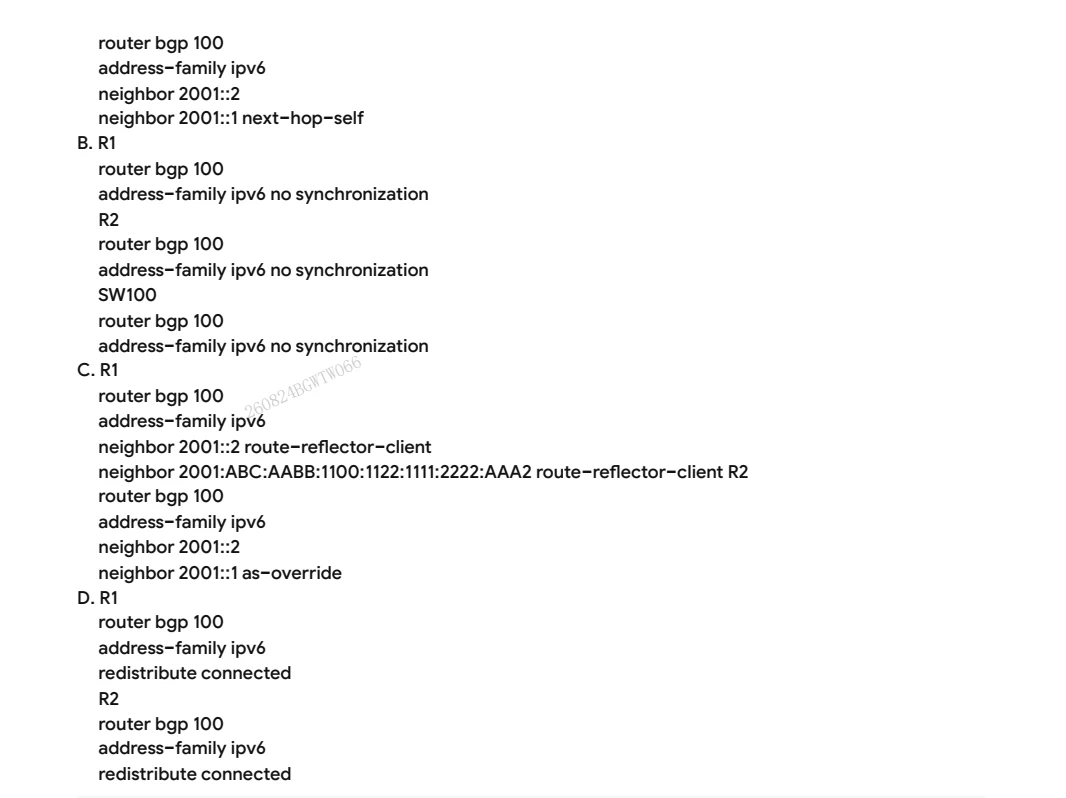 router bgp 100
address-family ipv6
neighbor 2001::2
neighbor 2001::1 next-hop-self
B. R1
router bgp 100
address-family ipv6 no synchronization
R2
router bgp 100
address-family ipv6 no synchronization
SW100
router bgp 100
address-family ipv6 no synchronization
C. R1
260824BGWTW066
router bgp 100
address-family ipv6
neighbor 2001::2 route-reflector-client
neighbor 2001:ABC:AABB:1100:1122:1111:2222:AAA2 route-reflector-client R2
router bgp 100
address-family ipv6
neighbor 2001::2
neighbor 2001::1 as-override
D. R1
router bgp 100
address-family ipv6
redistribute connected
R2
router bgp 100
address-family ipv6
redistribute connected